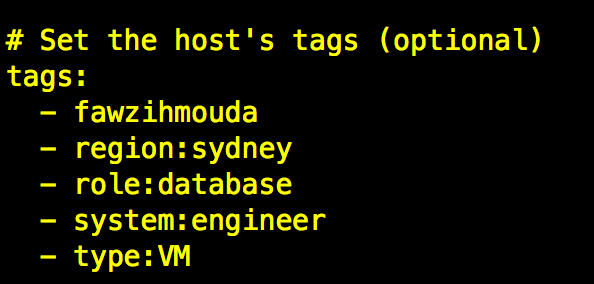 # Set the host's tags (optional)
tags:
  - fawzihmouda
  - region:sydney
  - role:database
  - system:engineer
  - type:VM